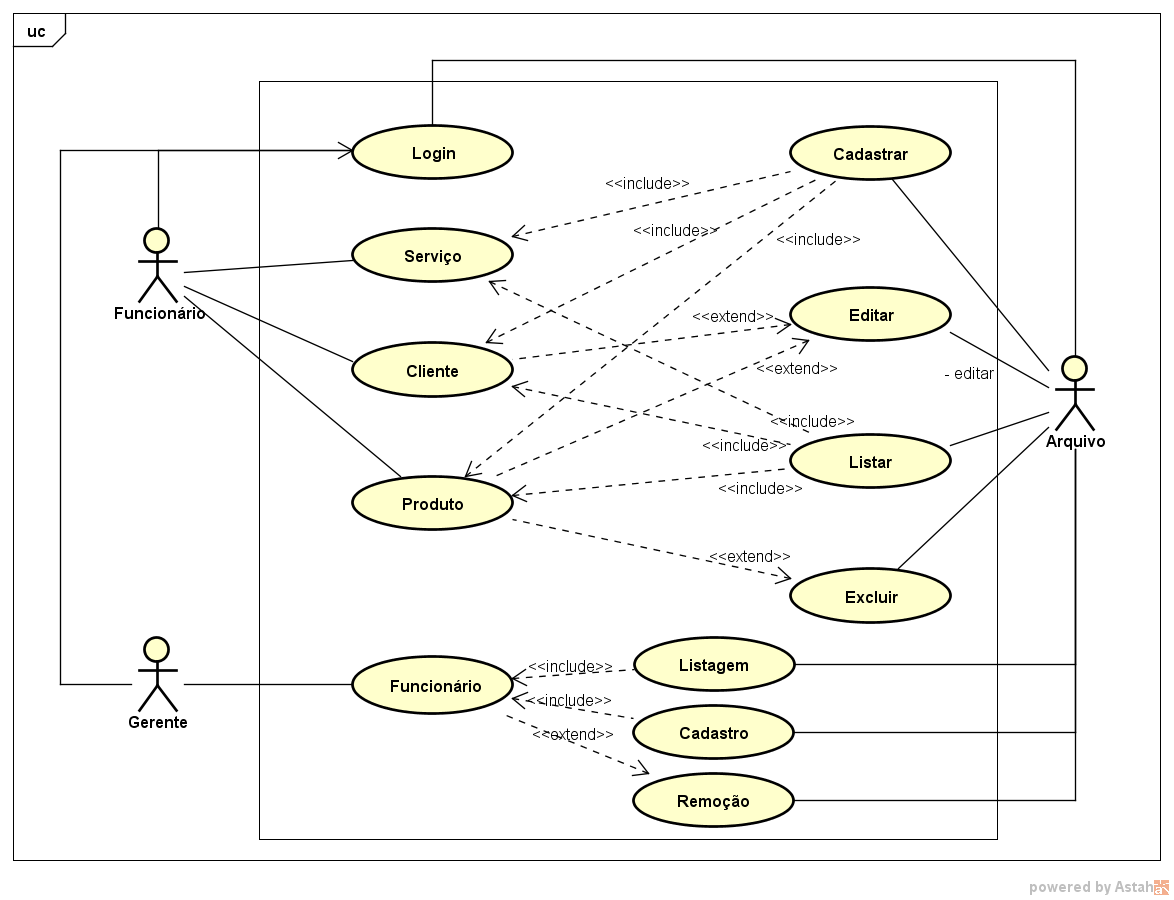 uc
Login
Cadastrar
<<include>>
<<include>>
<<include>>
Serviço
Funcionário
<<extend>>
Editar
Cliente
<<extend>>
- editar
<<include>>
<<include>>
Listar
Arquivo
<<include>>
Produto
<<extend>>
Excluir
<<include>>
Listagem
Funcionário
<<include>>
Gerente
<<extend>>
Cadastro
Remoção
powered by Astah